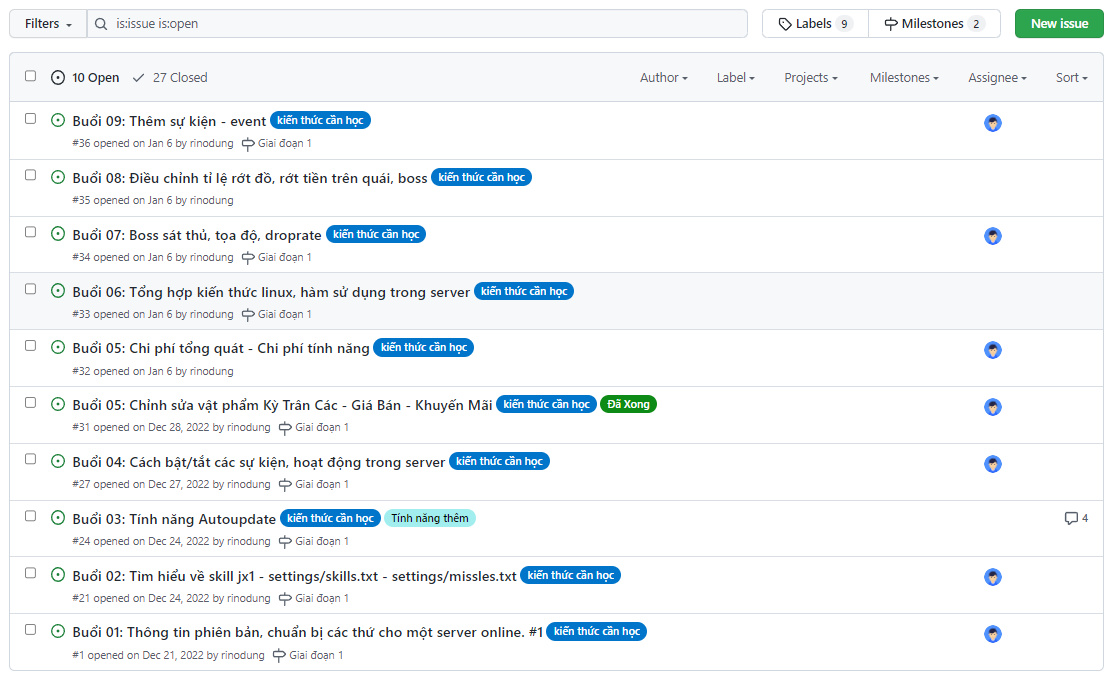 Filters is:issue is:open Labels 9 Milestones 2 New issue
10 Open 27 Closed Author Label Projects Milestones Assignee Sort
Buổi 09: Thêm sự kiện - event kiến thức cần học
#36 opened on Jan 6 by rinodung Giai đoạn 1
Buổi 08: Điều chỉnh tỉ lệ rớt đồ, rớt tiền trên quái, boss kiến thức cần học
#35 opened on Jan 6 by rinodung
Buổi 07: Boss sát thủ, tọa độ, droprate kiến thức cần học
#34 opened on Jan 6 by rinodung Giai đoạn 1
Buổi 06: Tổng hợp kiến thức linux, hàm sử dụng trong server kiến thức cần học
#33 opened on Jan 6 by rinodung Giai đoạn 1
Buổi 05: Chi phí tổng quát - Chi phí tính năng kiến thức cần học
#32 opened on Jan 6 by rinodung
Buổi 05: Chỉnh sửa vật phẩm Kỳ Trân Các - Giá Bán - Khuyến Mãi kiến thức cần học Đã Xong
#31 opened on Dec 28, 2022 by rinodung Giai đoạn 1
Buổi 04: Cách bật/tắt các sự kiện, hoạt động trong server kiến thức cần học
#27 opened on Dec 27, 2022 by rinodung Giai đoạn 1
Buổi 03: Tính năng Autoupdate kiến thức cần học Tính năng thêm 4
#24 opened on Dec 24, 2022 by rinodung Giai đoạn 1
Buổi 02: Tìm hiểu về skill jx1 - settings/skills.txt - settings/missles.txt kiến thức cần học
#21 opened on Dec 24, 2022 by rinodung Giai đoạn 1
Buổi 01: Thông tin phiên bản, chuẩn bị các thứ cho một server online. #1 kiến thức cần học
#1 opened on Dec 21, 2022 by rinodung Giai đoạn 1